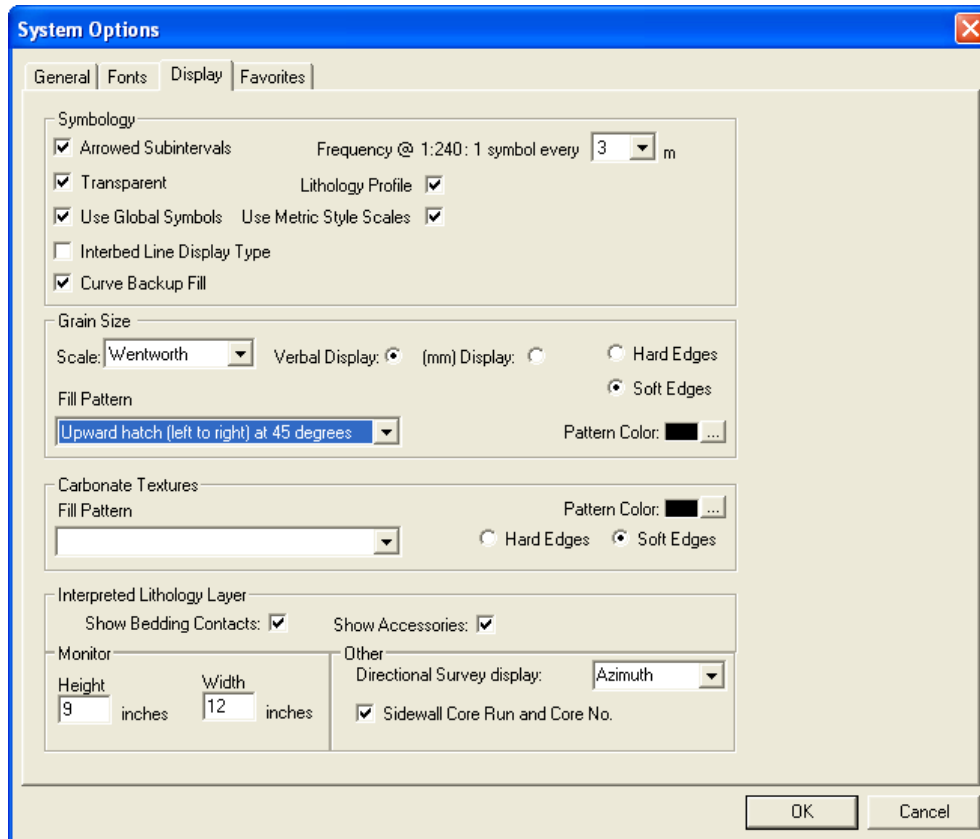 System Options
General Fonts Display Favorites
Symbology
Arrowed Subintervals Frequency @ 1:240: 1 symbol every 3 m
Transparent Lithology Profile
Use Global Symbols Use Metric Style Scales
Interbed Line Display Type
Curve Backup Fill
Grain Size
Scale: Wentworth Verbal Display: (mm) Display: Hard Edges
Soft Edges
Fill Pattern
Upward hatch (left to right) at 45 degrees Pattern Color: ...
Carbonate Textures
Fill Pattern Pattern Color: ...
Hard Edges Soft Edges
Interpreted Lithology Layer
Show Bedding Contacts: Show Accessories:
Monitor Other
Height Width Directional Survey display: Azimuth
9 inches 12 inches Sidewall Core Run and Core No.
OK Cancel